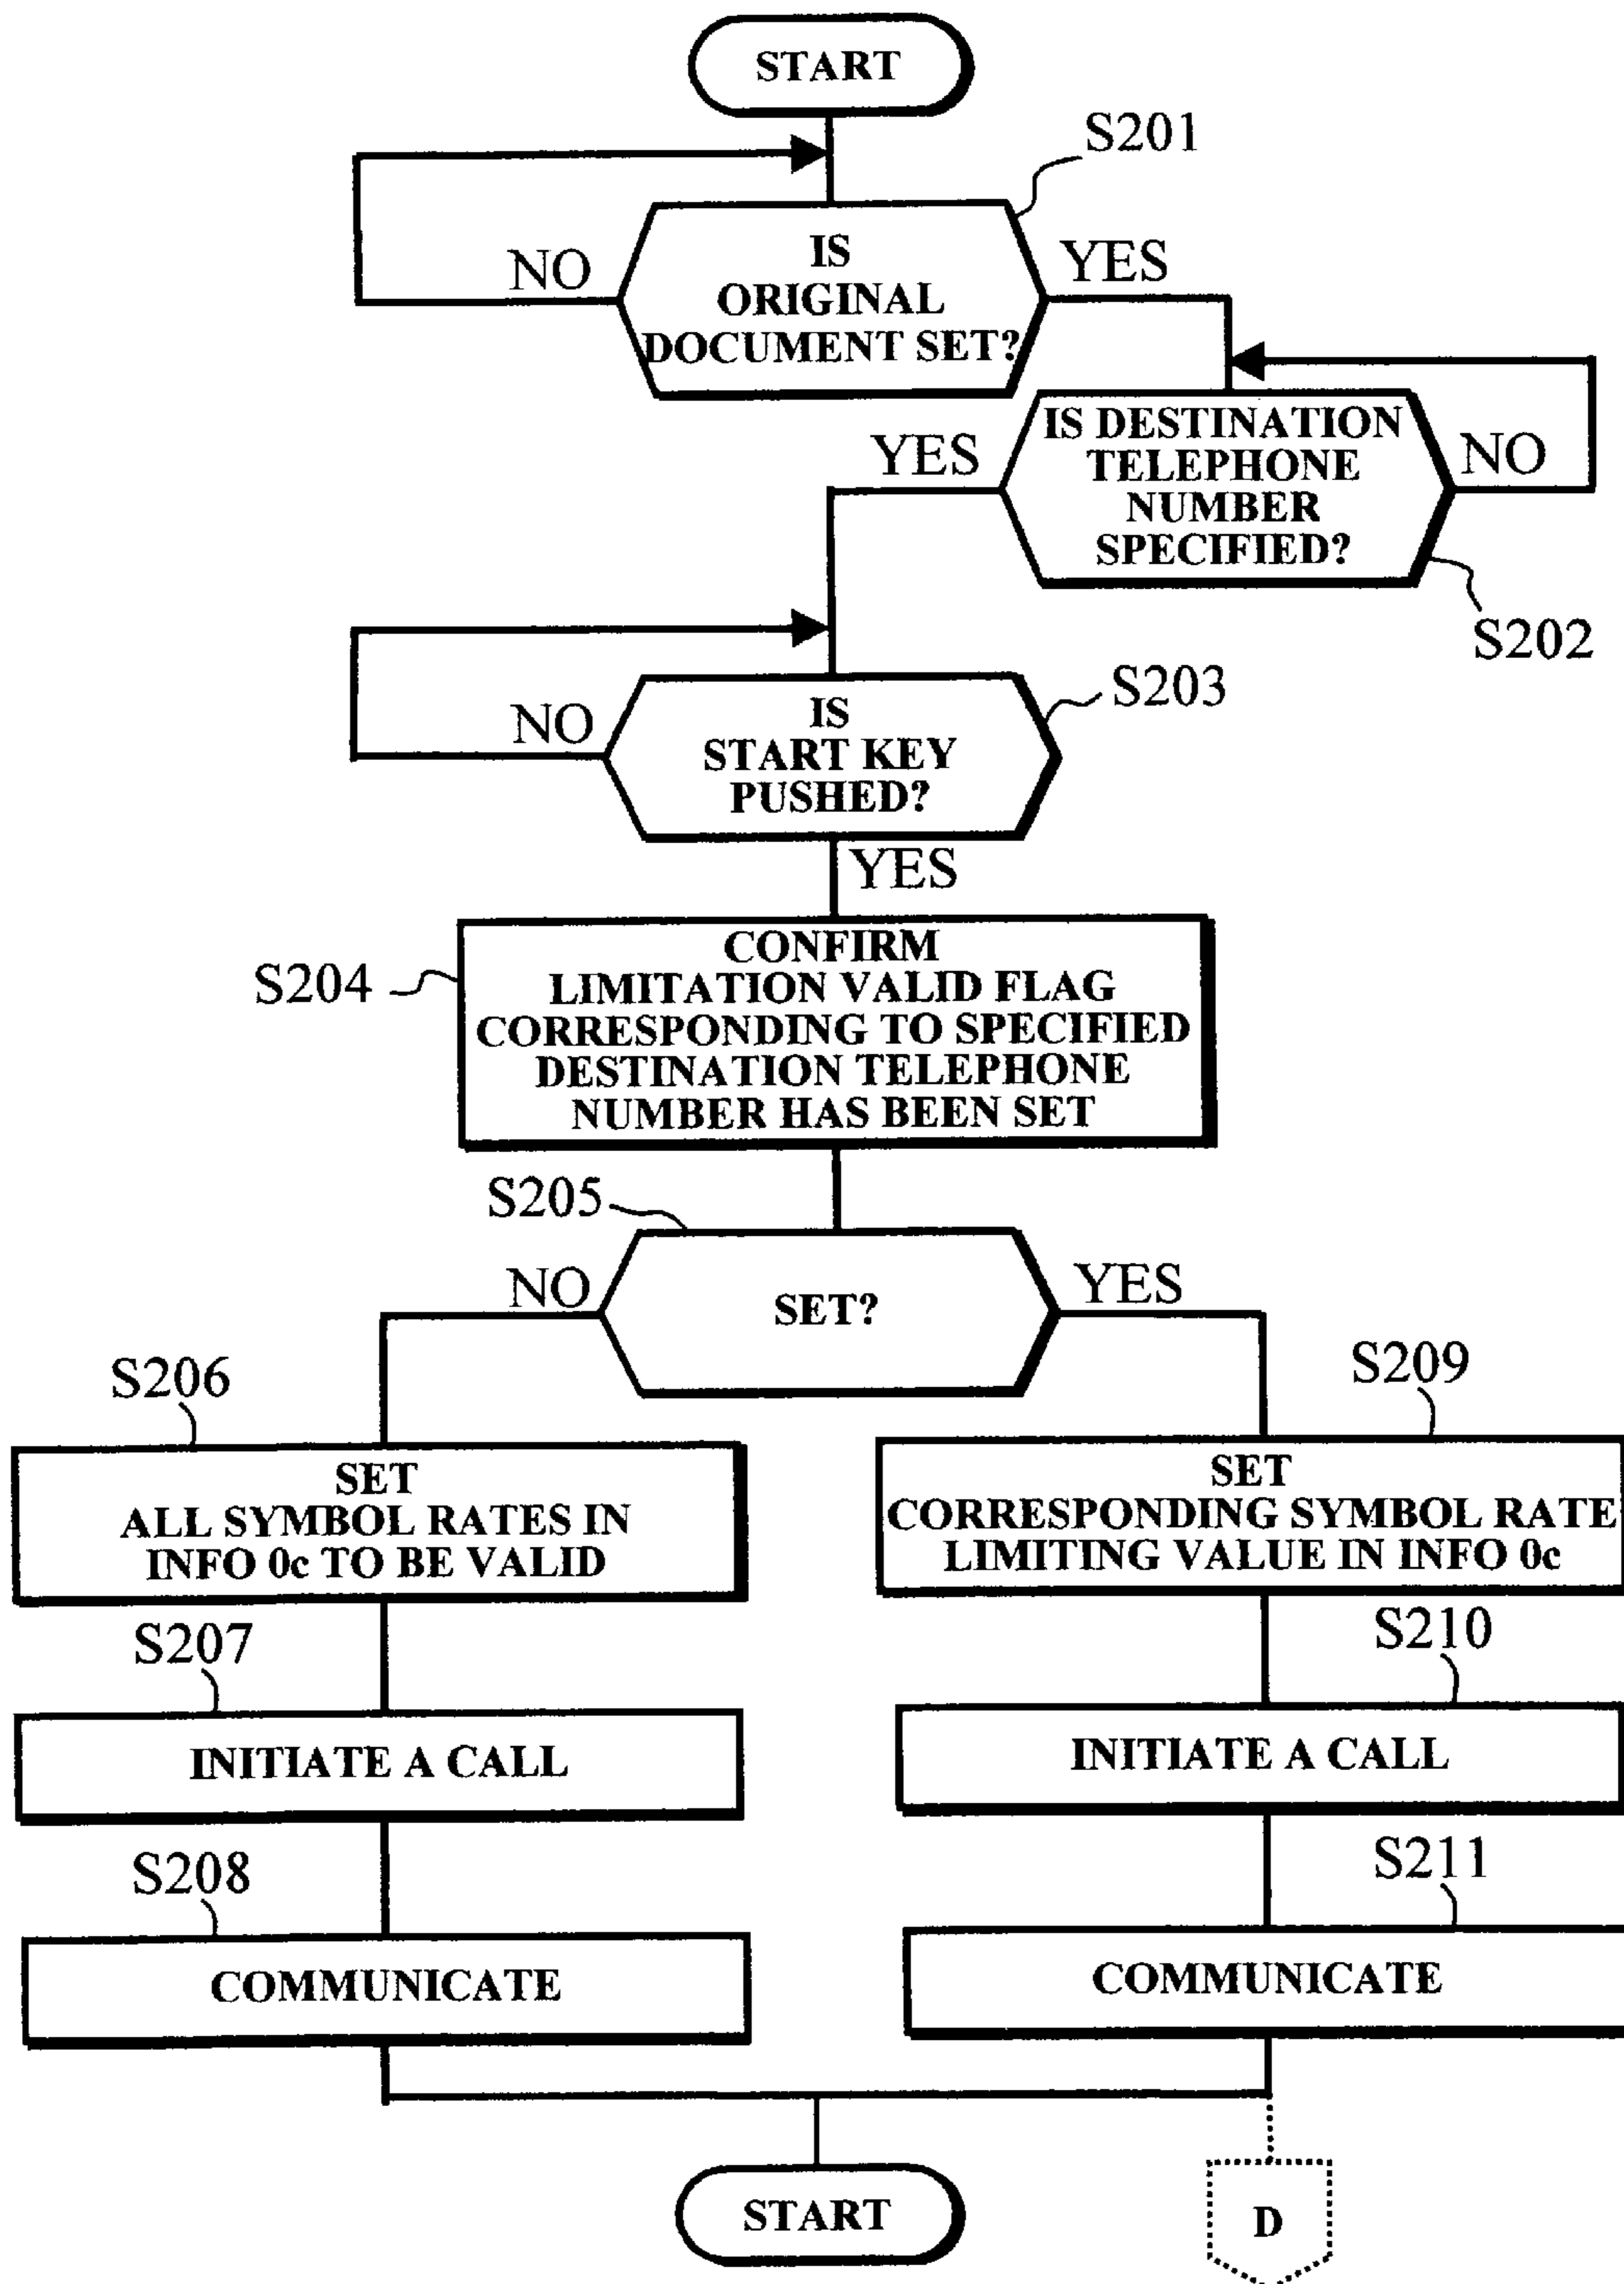 START
S201
IS
ORIGINAL
DOCUMENT SET?
NO
YES
IS DESTINATION
TELEPHONE
NUMBER
SPECIFIED?
YES
NO
S202
S203
IS
START KEY
PUSHED?
NO
YES
S204
CONFIRM
LIMITATION VALID FLAG
CORRESPONDING TO SPECIFIED
DESTINATION TELEPHONE
NUMBER HAS BEEN SET
S205
NO
SET?
YES
S206
SET
ALL SYMBOL RATES IN
INFO 0c TO BE VALID
S207
INITIATE A CALL
S208
COMMUNICATE
S209
SET
CORRESPONDING SYMBOL RATE
LIMITING VALUE IN INFO 0c
S210
INITIATE A CALL
S211
COMMUNICATE
START
D